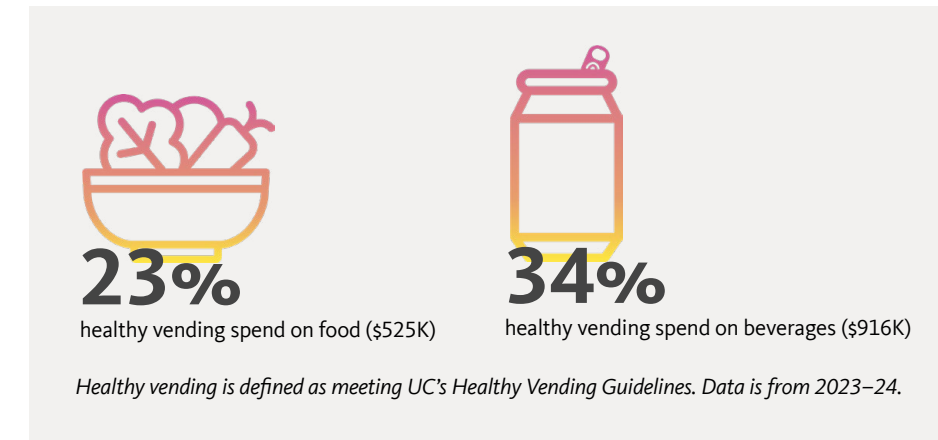 23%
healthy vending spend on food ($525K)
34%
healthy vending spend on beverages ($916K)
Healthy vending is defined as meeting UC’s Healthy Vending Guidelines. Data is from 2023–24.